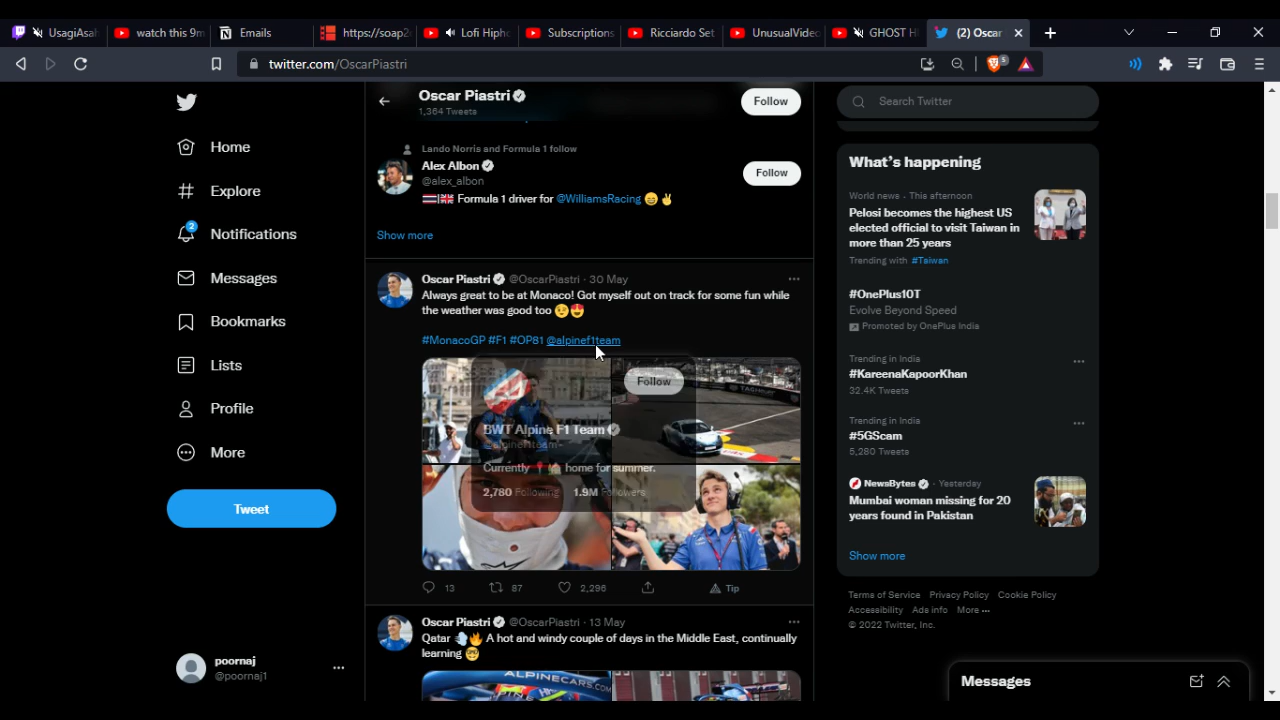 UsagiAsa
watch this 9m
Emails
https://soap2
Lofi Hiph
Subscriptions
Ricciardo Set
UnusualVideo
GHOST H
(2) Oscar
twitter.com/OscarPiastri
5
Oscar Piastri
1,364 Tweets
Follow
Search Twitter
Home
Explore
2
Notifications
Messages
Bookmarks
Lists
Profile
More
Tweet
poornaj
@poornaj1
Lando Norris and Formula 1 follow
Alex Albon
@alex_albon
Follow
Formula 1 driver for @WilliamsRacing 😄✌
Show more
Oscar Piastri @OscarPiastri · 30 May
Always great to be at Monaco! Got myself out on track for some fun while
the weather was good too 😉😍
#MonacoGP #F1 #OP81 @alpinef1team
Follow
BWT Alpine F1 Team
@alpinef1team
Currently 📍🏠 home for summer.
2,780 Following 1.9M Followers
TAGHEUER
13
87
2,296
Tip
Oscar Piastri @OscarPiastri · 13 May
Qatar 💨🔥 A hot and windy couple of days in the Middle East, continually
learning 🤓
ALPINECARS.COM
What's happening
World news · This afternoon
Pelosi becomes the highest US
elected official to visit Taiwan in
more than 25 years
Trending with #Taiwan
#OnePlus10T
Evolve Beyond Speed
Promoted by OnePlus India
Trending in India
#KareenaKapoorKhan
32.4K Tweets
Trending in India
#5GScam
5,280 Tweets
NewsBytes · Yesterday
Mumbai woman missing for 20
years found in Pakistan
Show more
Terms of Service Privacy Policy Cookie Policy
Accessibility Ads info More ···
© 2022 Twitter, Inc.
Messages